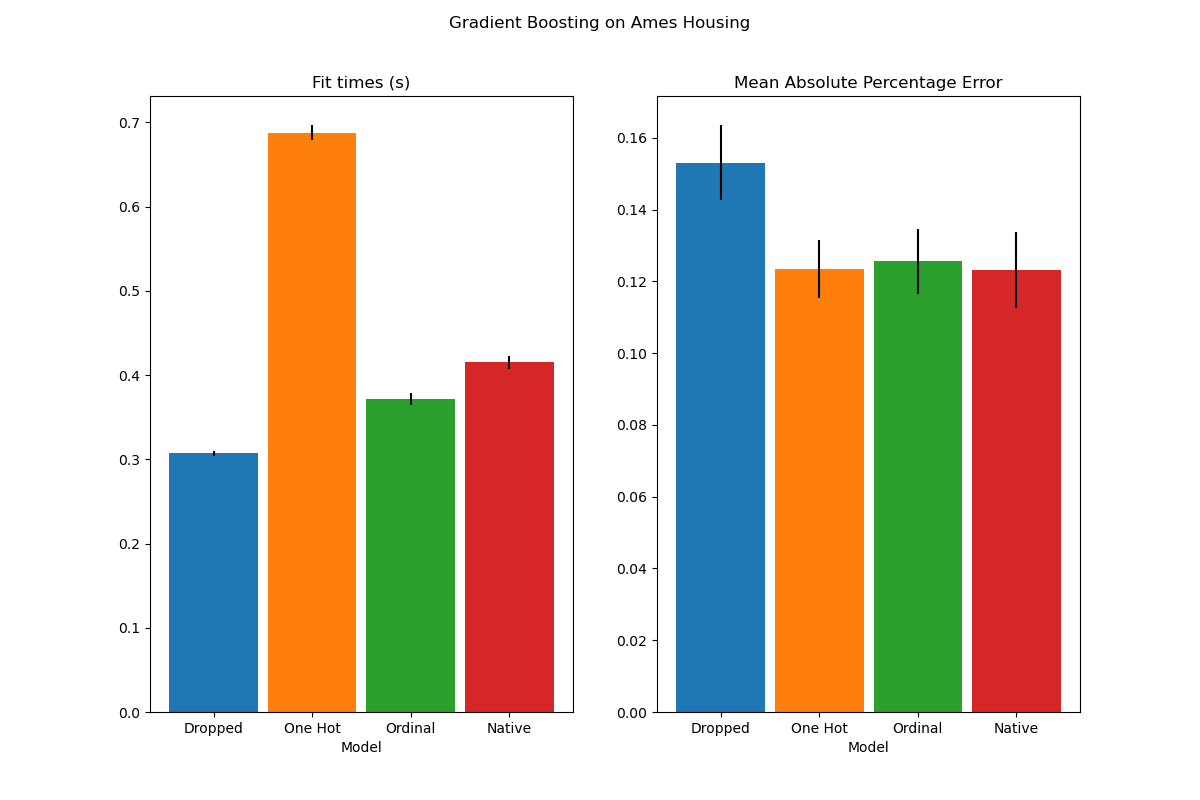 Gradient Boosting on Ames Housing
Fit times (s)
0.7
0.6
0.5
0.4
0.3
0.2
0.1
0.0
Dropped One Hot Ordinal Native
Model
Mean Absolute Percentage Error
0.16
0.14
0.12
0.10
0.08
0.06
0.04
0.02
0.00
Dropped One Hot Ordinal Native
Model